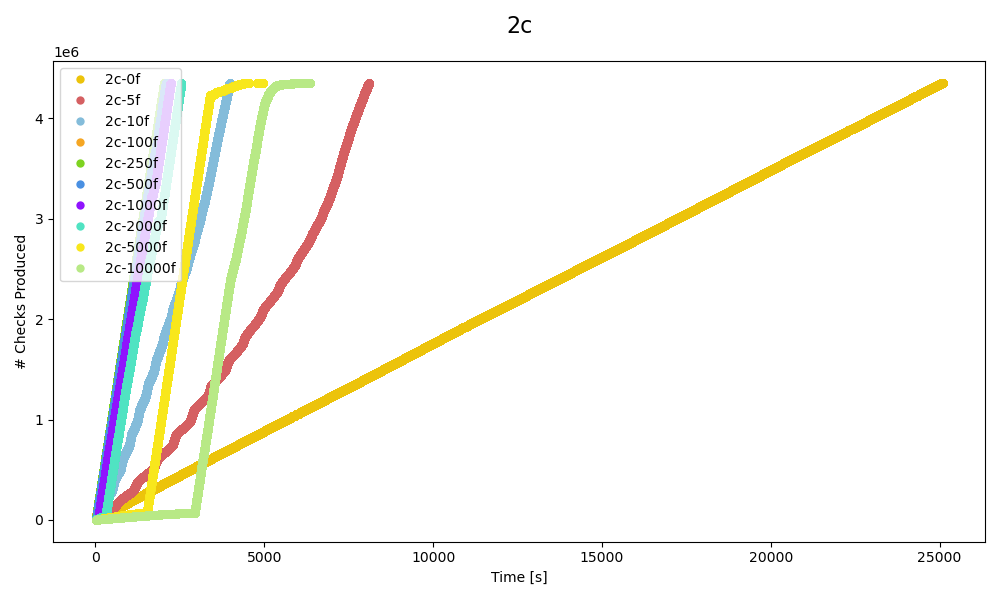 2c
1e6
2c-0f
2c-5f
2c-10f
2c-100f
2c-250f
2c-500f
2c-1000f
2c-2000f
2c-5000f
2c-10000f
# Checks Produced
4
3
2
1
0
0 5000 10000 15000 20000 25000
Time [s]